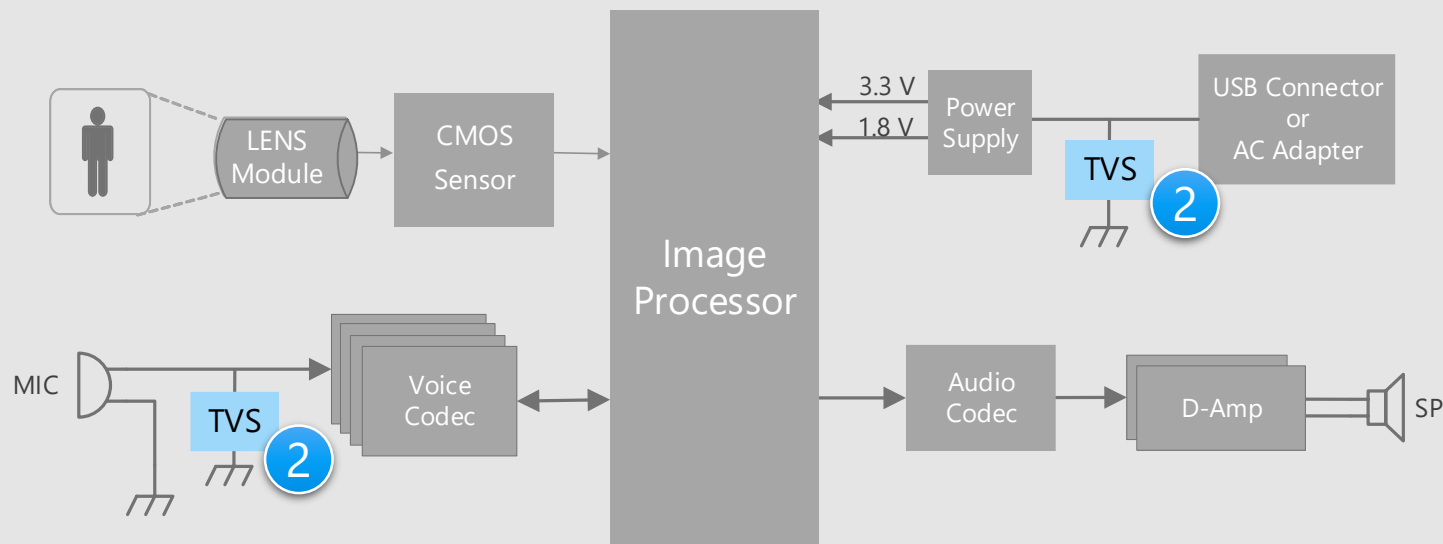 LENS
Module
CMOS
Sensor
Image
Processor
3.3 V
1.8 V
Power
Supply
USB Connector
or
AC Adapter
TVS
2
MIC
TVS
2
Voice
Codec
Audio
Codec
D-Amp
SP